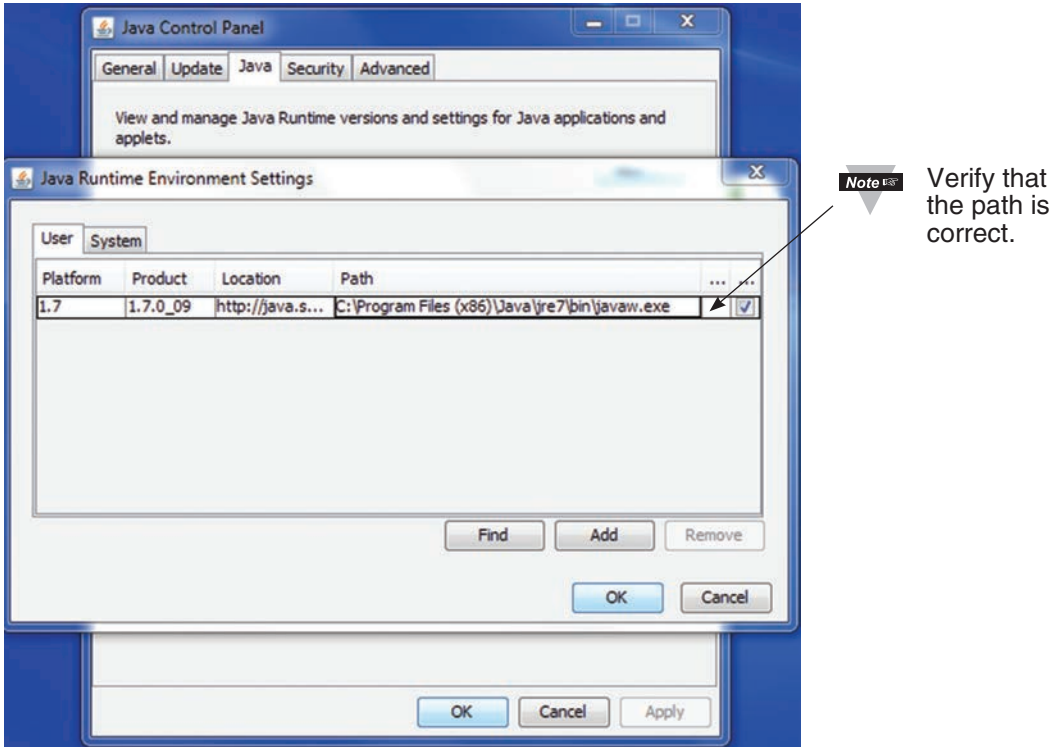 Java Control Panel
General Update Java Security Advanced
View and manage Java Runtime versions and settings for Java applications and
applets.
Java Runtime Environment Settings
User System
Platform Product Location Path ... ...
1.7 1.7.0_09 http://java.s... C:\Program Files (x86)\Java\jre7\bin\javaw.exe
Find Add Remove
OK Cancel
OK Cancel Apply
Note
Verify that
the path is
correct.